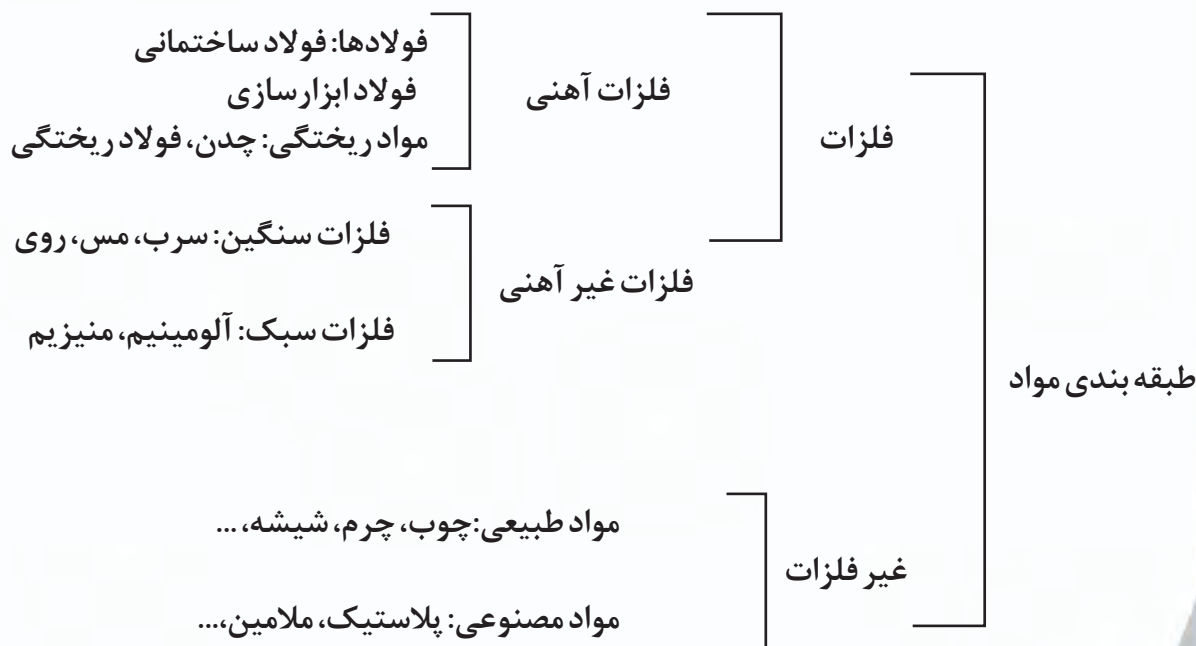 طبقه بندی مواد
فلزات
فلزات آهنی
فولادها: فولاد ساختمانی
فولاد ابزارسازی
مواد ریختگی: چدن، فولاد ریختگی
فلزات غیر آهنی
فلزات سنگین: سرب، مس، روی
فلزات سبک: آلومینیم، منیزیم
غیر فلزات
مواد طبیعی:چوب، چرم، شیشه، ...
مواد مصنوعی: پلاستیک، ملامین،...